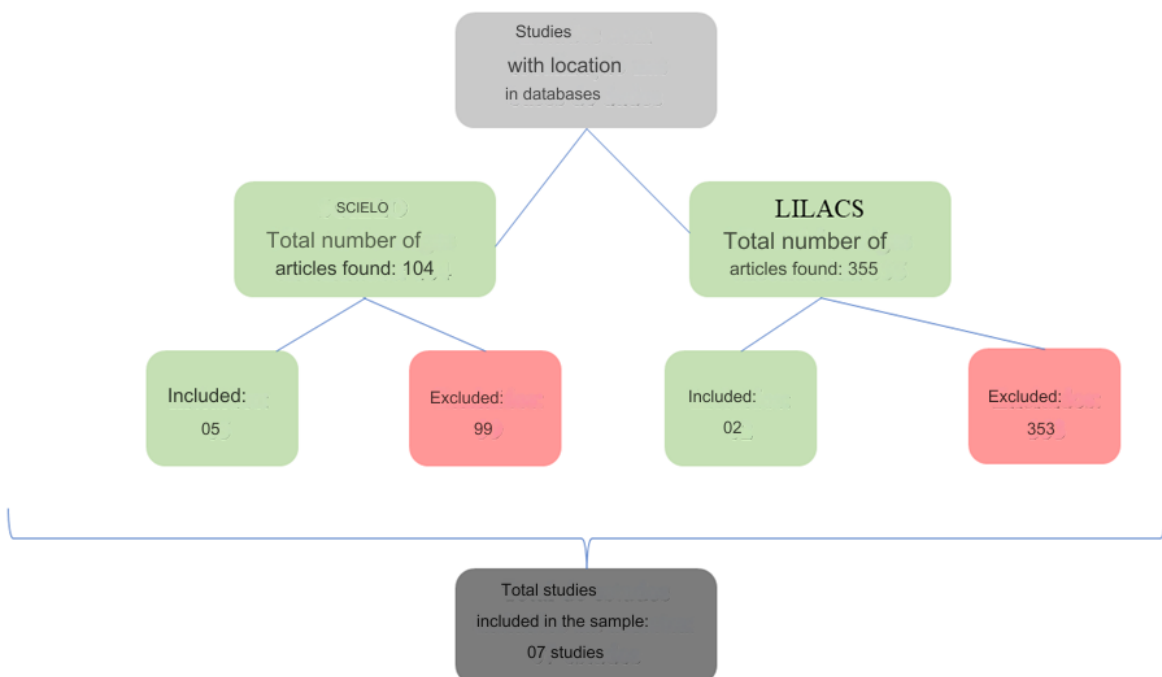 Studies
with location
in databases
SCIELO
Total number of
articles found: 104
LILACS
Total number of
articles found: 355
Included:
05
Excluded:
99
Included:
02
Excluded:
353
Total studies
included in the sample:
07 studies